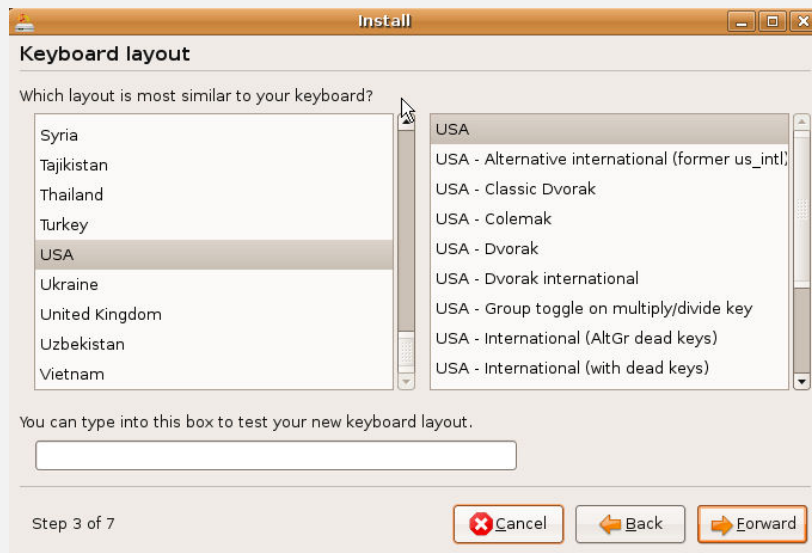 Install
Keyboard layout
Which layout is most similar to your keyboard?
Syria
Tajikistan
Thailand
Turkey
USA
Ukraine
United Kingdom
Uzbekistan
Vietnam
USA
USA - Alternative international (former us_intl)
USA - Classic Dvorak
USA - Colemak
USA - Dvorak
USA - Dvorak international
USA - Group toggle on multiply/divide key
USA - International (AltGr dead keys)
USA - International (with dead keys)
You can type into this box to test your new keyboard layout.
Step 3 of 7
Cancel
Back
Forward